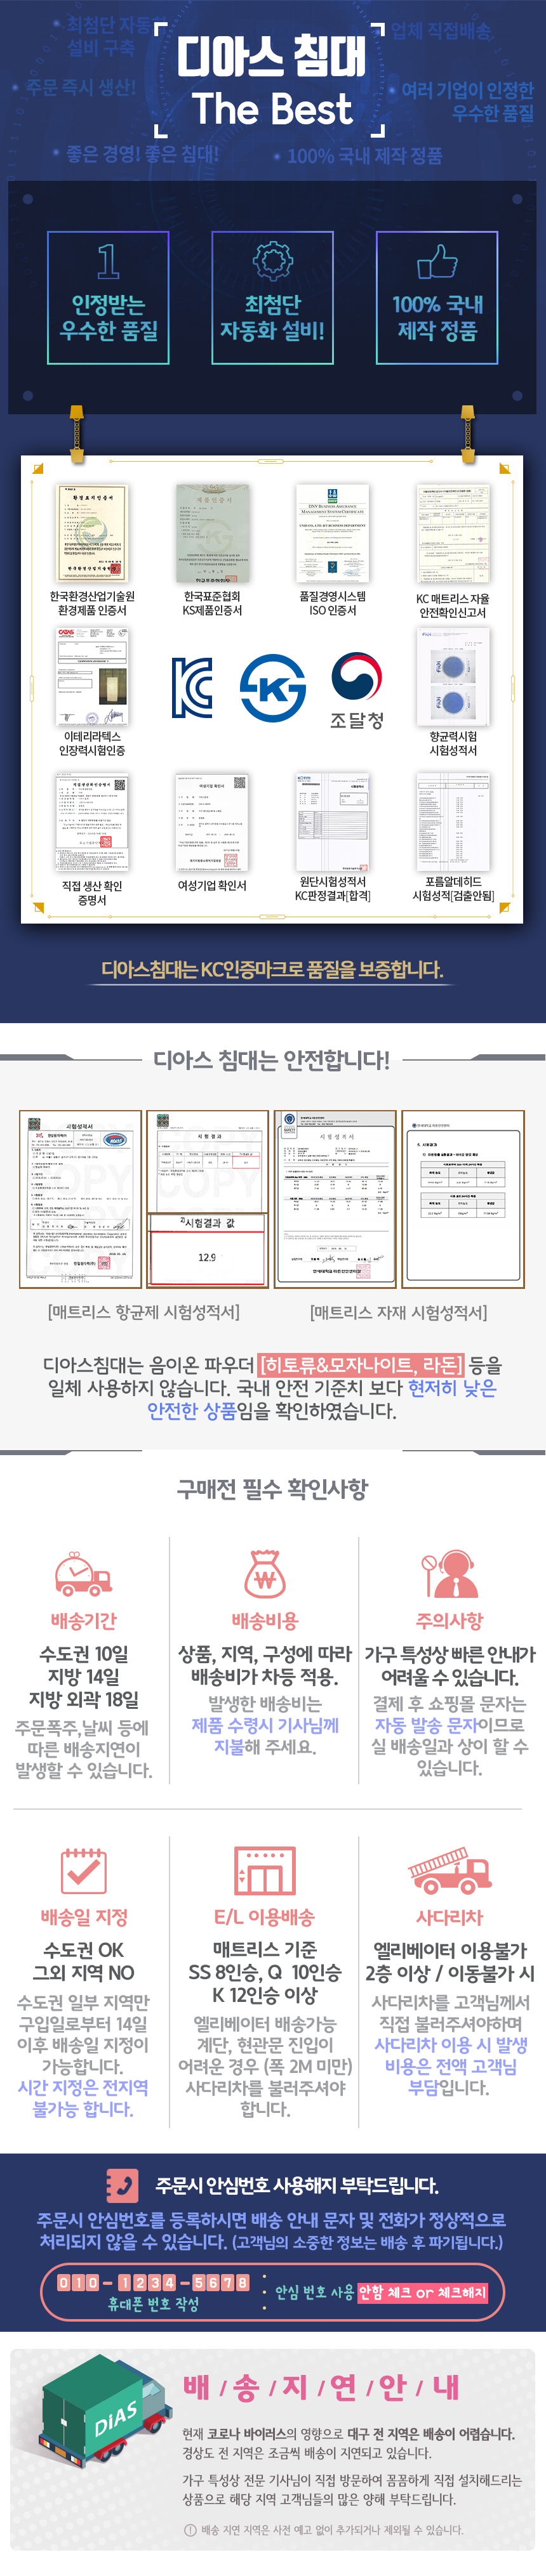 최첨단 자동
설비 구축
업체 직접배송
디아스 침대
The Best
주문 즉시 생산!
여러 기업이 인정한
우수한 품질
좋은 경영! 좋은 침대!
100% 국내 제작 정품
1
인정받는
우수한 품질
최첨단
자동화 설비!
100% 국내
제작 정품
환경표지인증서
제품인증서
한국환경산업기술원
환경제품 인증서
한국표준협회
KS제품인증서
품질경영시스템
ISO 인증서
KC 매트리스 자율
안전확인신고서
이테리라텍스
인장력시험인증
조달청
향균력시험
시험성적서
직접 생산 확인
증명서
여성기업 확인서
원단시험성적서
KC판정결과[합격]
포름알데히드
시험성적[검출안됨]
디아스침대는 KC인증마크로 품질을 보증합니다.
디아스 침대는 안전합니다!
시험성적서
시험결과
시험성적서
시험결과 값
12.9
[매트리스 항균제 시험성적서]
[매트리스 자재 시험성적서]
디아스침대는 음이온 파우더 [히토류&모자나이트, 라돈] 등을
일체 사용하지 않습니다. 국내 안전 기준치 보다 현저히 낮은
안전한 상품임을 확인하였습니다.
구매전 필수 확인사항
배송기간
수도권 10일
지방 14일
지방 외곽 18일
주문폭주,날씨 등에
따른 배송지연이
발생할 수 있습니다.
배송비용
상품, 지역, 구성에 따라
배송비가 차등 적용.
발생한 배송비는
제품 수령시 기사님께
지불해 주세요.
주의사항
가구 특성상 빠른 안내가
어려울 수 있습니다.
결제 후 쇼핑몰 문자는
자동 발송 문자이므로
실 배송일과 상이 할 수
있습니다.
배송일 지정
수도권 OK
그외 지역 NO
수도권 일부 지역만
구입일로부터 14일
이후 배송일 지정이
가능합니다.
시간 지정은 전지역
불가능 합니다.
E/L 이용배송
매트리스 기준
SS 8인승, Q 10인승
K 12인승 이상
엘리베이터 배송가능
계단, 현관문 진입이
어려운 경우 (폭 2M 미만)
사다리차를 불러주셔야
합니다.
사다리차
엘리베이터 이용불가
2층 이상 / 이동불가 시
사다리차를 고객님께서
직접 불러주셔야하며
사다리차 이용 시 발생
비용은 전액 고객님
부담입니다.
주문시 안심번호 사용해지 부탁드립니다.
주문시 안심번호를 등록하시면 배송 안내 문자 및 전화가 정상적으로
처리되지 않을 수 있습니다. (고객님의 소중한 정보는 배송 후 파기됩니다.)
010-1234-5678
휴대폰 번호 작성
안심 번호 사용 안함 체크 or 체크해지
DIAS
배/송/지/연/안/내
현재 코로나 바이러스의 영향으로 대구 전 지역은 배송이 어렵습니다.
경상도 전 지역은 조금씩 배송이 지연되고 있습니다.
가구 특성상 전문 기사님이 직접 방문하여 꼼꼼하게 직접 설치해드리는
상품으로 해당 지역 고객님들의 많은 양해 부탁드립니다.
배송 지연 지역은 사전 예고 없이 추가되거나 제외될 수 있습니다.